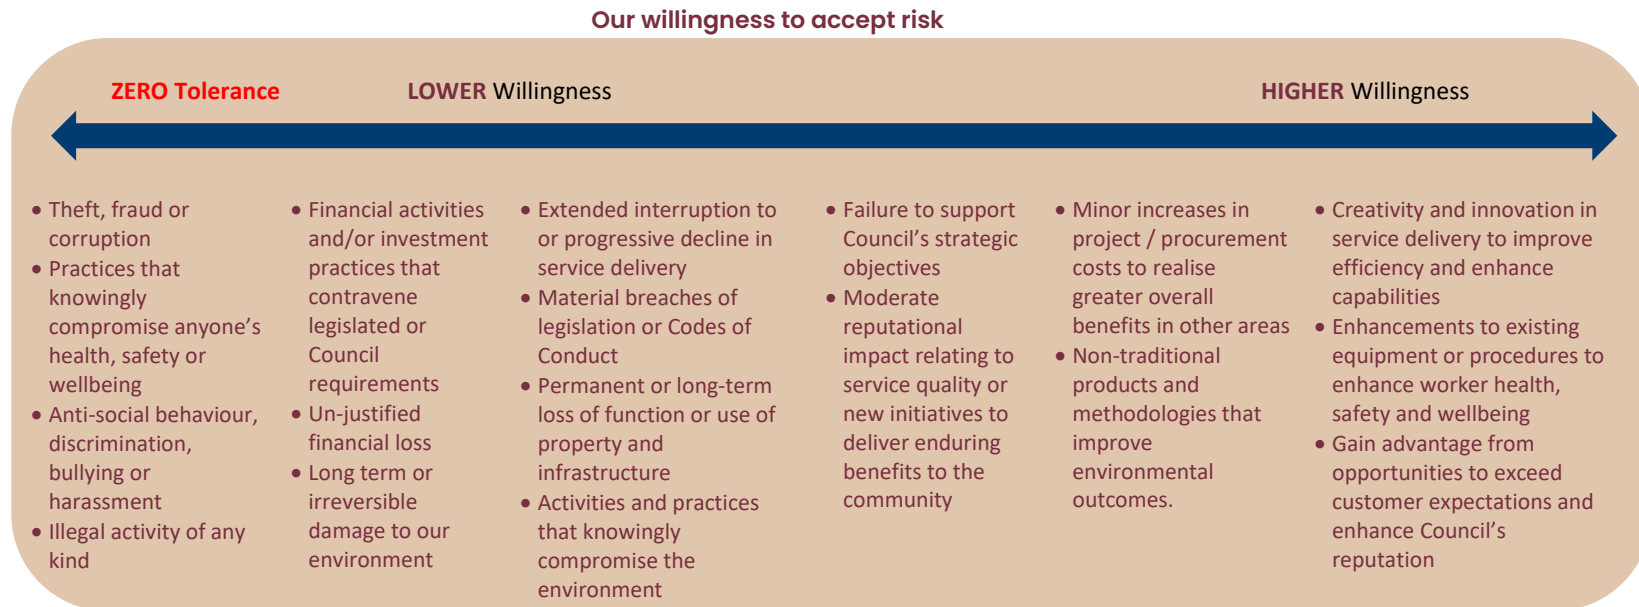 Our willingness to accept risk
ZERO Tolerance
LOWER Willingness
HIGHER Willingness
• Theft, fraud or
corruption
• Practices that
knowingly
compromise anyone's
health, safety or
wellbeing
• Anti-social behaviour,
discrimination,
bullying or
harassment
• Illegal activity of any
kind
• Financial activities
and/or investment
practices that
contravene
legislated or
Council
requirements
• Un-justified
financial loss
• Long term or
irreversible
damage to our
environment
• Extended interruption to
or progressive decline in
service delivery
• Material breaches of
legislation or Codes of
Conduct
• Permanent or long-term
loss of function or use of
property and
infrastructure
• Activities and practices
that knowingly
compromise the
environment
• Failure to support
Council's strategic
objectives
• Moderate
reputational
impact relating to
service quality or
new initiatives to
deliver enduring
benefits to the
community
• Minor increases in
project / procurement
costs to realise
greater overall
benefits in other areas
• Non-traditional
products and
methodologies that
improve
environmental
outcomes.
• Creativity and innovation in
service delivery to improve
efficiency and enhance
capabilities
• Enhancements to existing
equipment or procedures to
enhance worker health,
safety and wellbeing
• Gain advantage from
opportunities to exceed
customer expectations and
enhance Council's
reputation